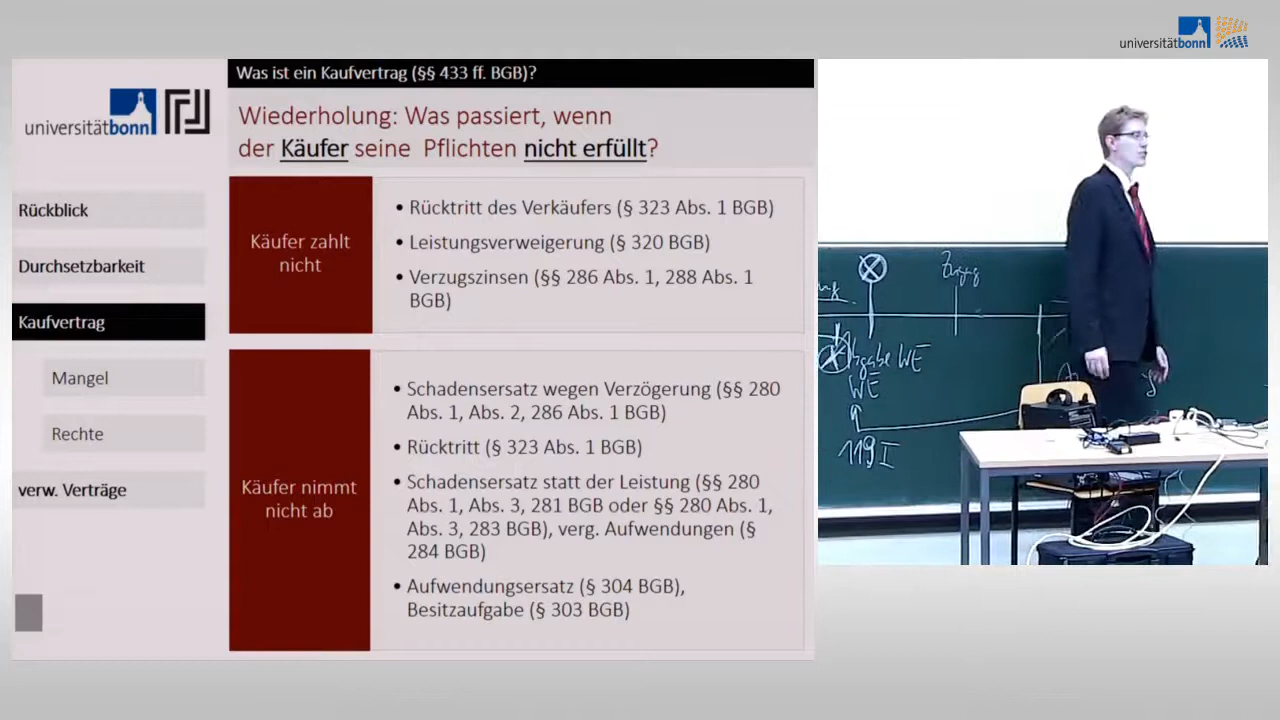 universitätbonn
Was ist ein Kaufvertrag (§§ 433 ff. BGB)?
universitätbonn
Wiederholung: Was passiert, wenn
der Käufer seine Pflichten nicht erfüllt?
Rückblick
Durchsetzbarkeit
Kaufvertrag
Mangel
Rechte
verw. Verträge
Käufer zahlt
nicht
• Rücktritt des Verkäufers (§ 323 Abs. 1 BGB)
• Leistungsverweigerung (§ 320 BGB)
• Verzugszinsen (§§ 286 Abs. 1, 288 Abs. 1
BGB)
Käufer nimmt
nicht ab
• Schadensersatz wegen Verzögerung (§§ 280
Abs. 1, Abs. 2, 286 Abs. 1 BGB)
• Rücktritt (§ 323 Abs. 1 BGB)
• Schadensersatz statt der Leistung (§§ 280
Abs. 1, Abs. 3, 281 BGB oder §§ 280 Abs. 1,
Abs. 3, 283 BGB), verg. Aufwendungen (§
284 BGB)
• Aufwendungsersatz (§ 304 BGB),
Besitzaufgabe (§ 303 BGB)
Zugang
Abgabe WE
WE
119 I